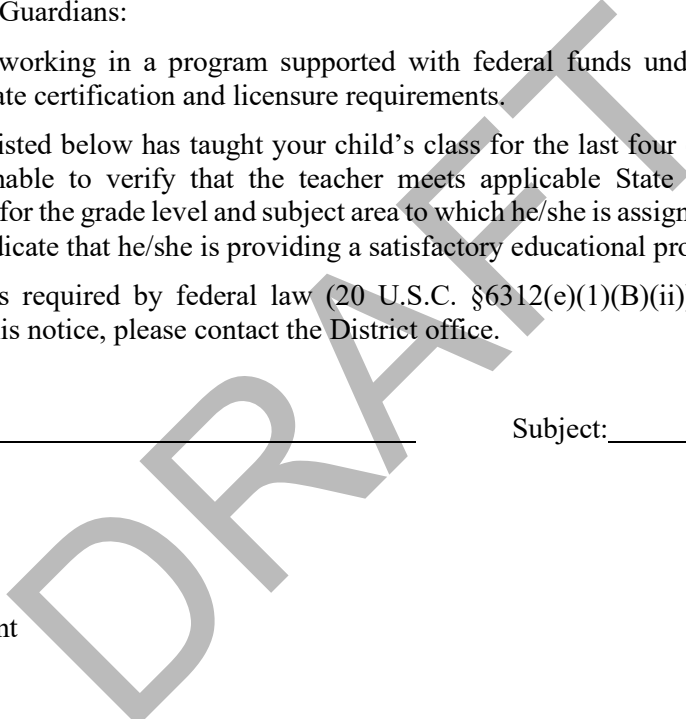 Guardians:
working in a program supported with federal funds und
ate certification and licensure requirements.
isted below has taught your child’s class for the last four
nable to verify that the teacher meets applicable State
for the grade level and subject area to which he/she is assign
dicate that he/she is providing a satisfactory educational pro
s required by federal law (20 U.S.C. §6312(e)(1)(B)(ii)
is notice, please contact the District office.
Subject:
nt
DRAFT